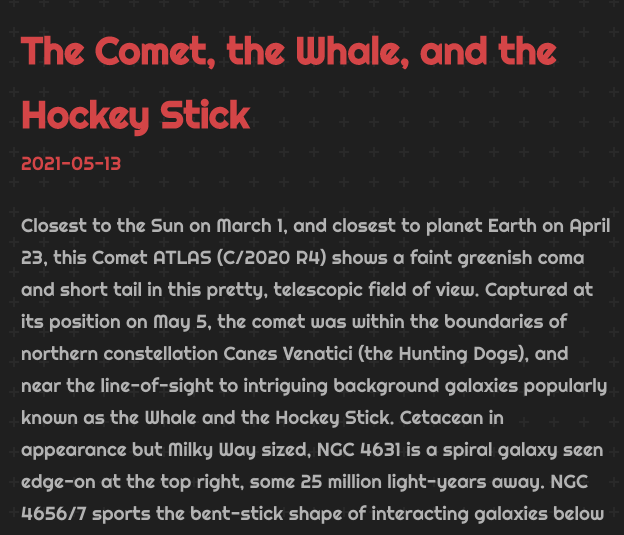 The Comet, the Whale, and the
Hockey Stick
2021-05-13
Closest to the Sun on March 1, and closest to planet Earth on April
23, this Comet ATLAS (C/2020 R4) shows a faint greenish coma
and short tail in this pretty, telescopic field of view. Captured at
its position on May 5, the comet was within the boundaries of
northern constellation Canes Venatici (the Hunting Dogs), and
near the line-of-sight to intriguing background galaxies popularly
known as the Whale and the Hockey Stick. Cetacean in
appearance but Milky Way sized, NGC 4631 is a spiral galaxy seen
edge-on at the top right, some 25 million light-years away. NGC
4656/7 sports the bent-stick shape of interacting galaxies below